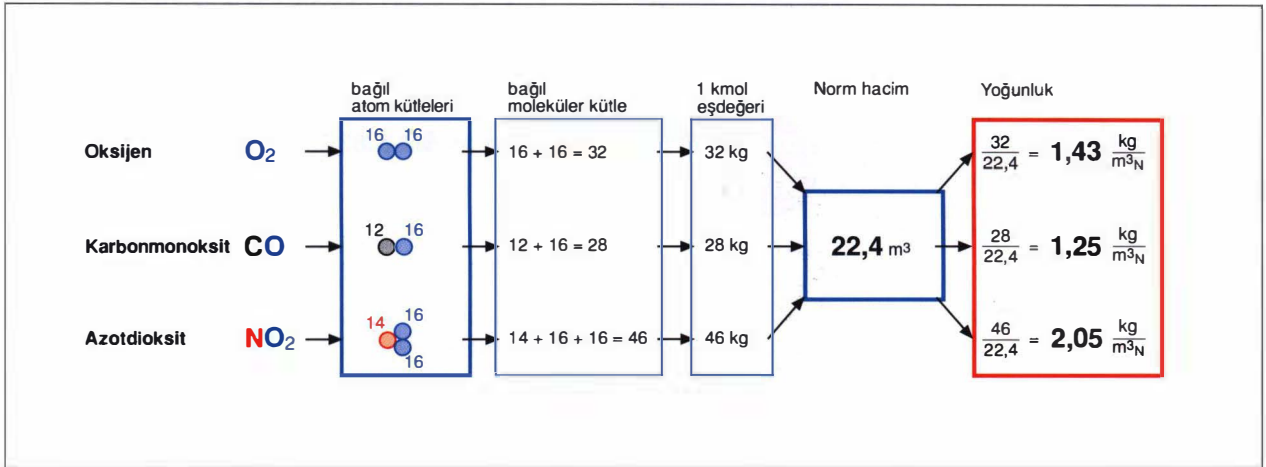 bağıl atom kütleleri
bağıl moleküler kütle
1 kmol eşdeğeri
Norm hacim
Yoğunluk
Oksijen O2 16 16 16 + 16 = 32 32 kg 32/22,4 = 1,43 kg/m³N
Karbonmonoksit CO 12 16 12 + 16 = 28 28 kg 22,4 m³ 28/22,4 = 1,25 kg/m³N
Azotdioksit NO2 14 16 16 14 + 16 + 16 = 46 46 kg 46/22,4 = 2,05 kg/m³N